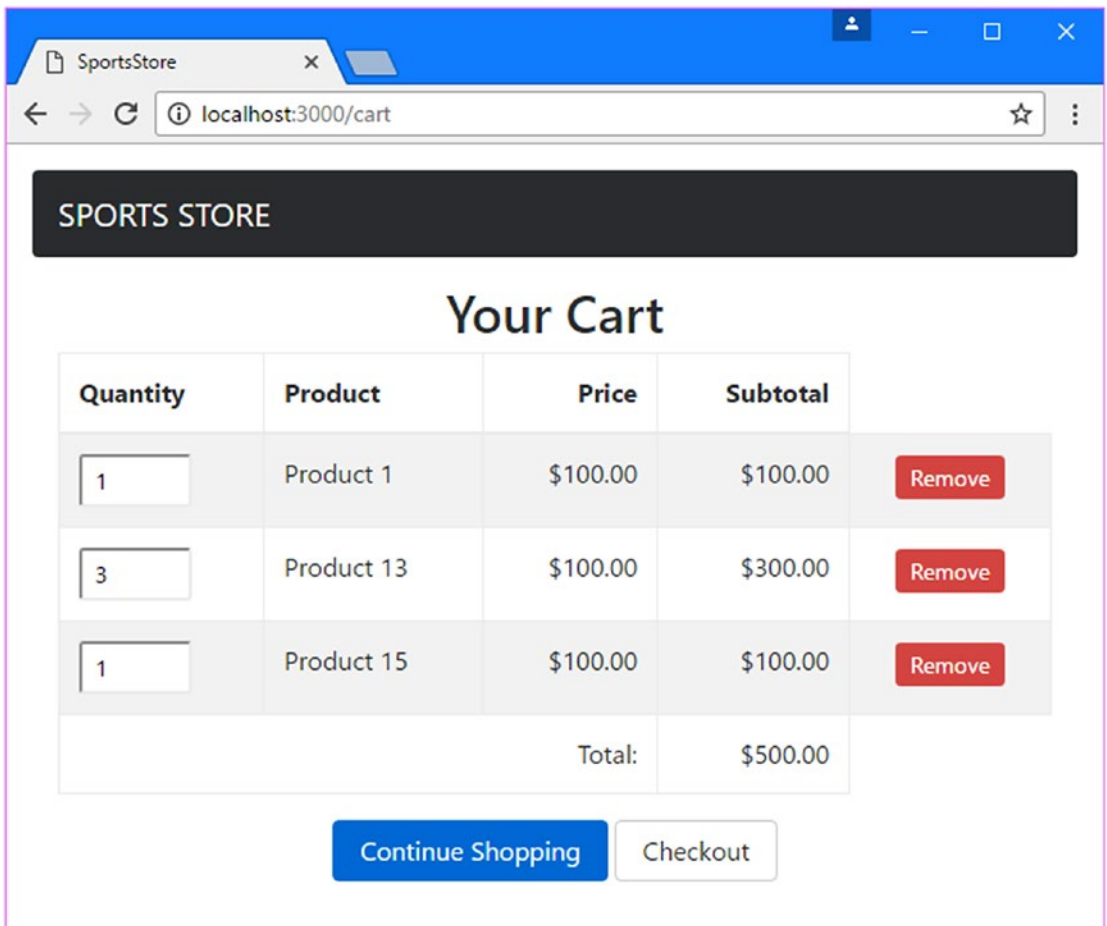 SportsStore
localhost:3000/cart
SPORTS STORE
Your Cart
Quantity Product Price Subtotal
1 Product 1 $100.00 $100.00 Remove
3 Product 13 $100.00 $300.00 Remove
1 Product 15 $100.00 $100.00 Remove
Total: $500.00
Continue Shopping Checkout